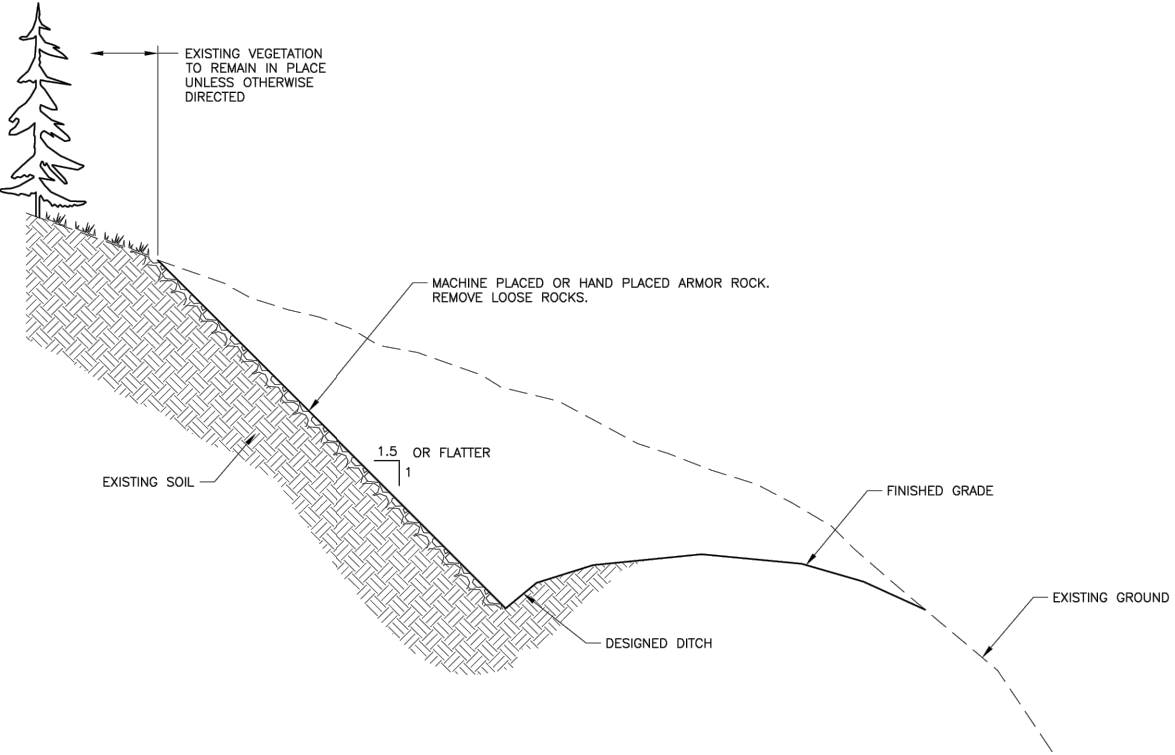 EXISTING VEGETATION
TO REMAIN IN PLACE
UNLESS OTHERWISE
DIRECTED
MACHINE PLACED OR HAND PLACED ARMOR ROCK.
REMOVE LOOSE ROCKS.
1.5 OR FLATTER
1
EXISTING SOIL
FINISHED GRADE
EXISTING GROUND
DESIGNED DITCH